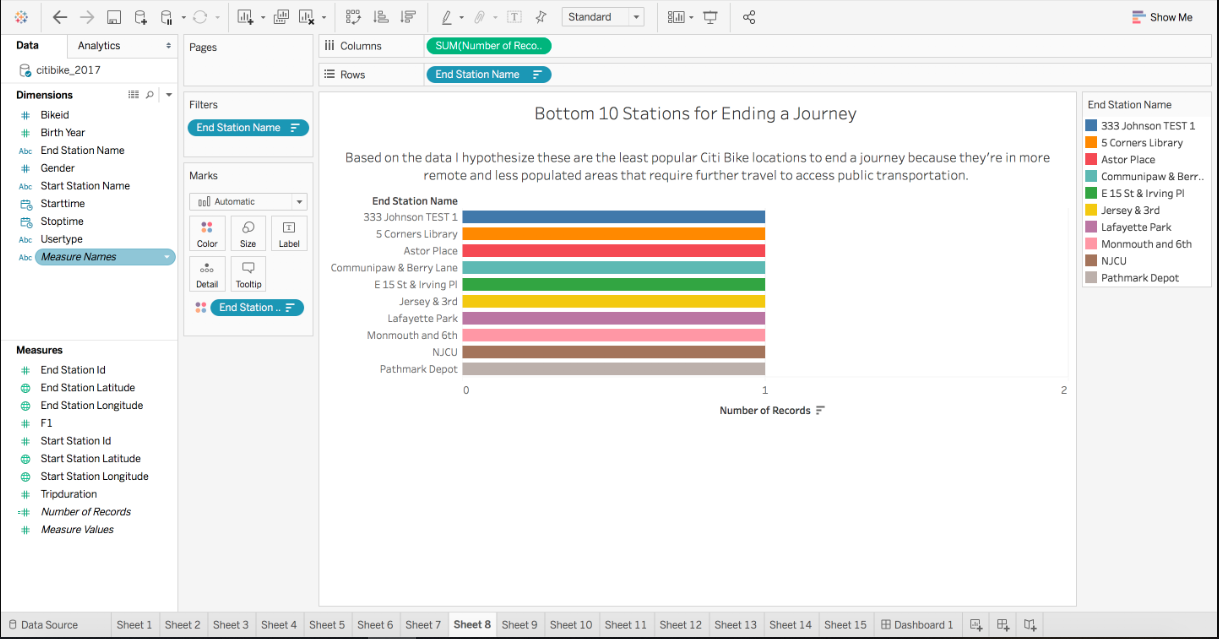 Standard
Show Me
Data
Analytics
citibike_2017
Dimensions
Bikeid
Birth Year
Abc End Station Name
Gender
Abc Start Station Name
Starttime
Stoptime
Abc Usertype
Abc Measure Names
Measures
End Station Id
End Station Latitude
End Station Longitude
F1
Start Station Id
Start Station Latitude
Start Station Longitude
Tripduration
Number of Records
Measure Values
Pages
Filters
End Station Name
Marks
Automatic
Color
Size
Label
Detail
Tooltip
End Station ..
Columns
SUM(Number of Reco..
Rows
End Station Name
Bottom 10 Stations for Ending a Journey
Based on the data I hypothesize these are the least popular Citi Bike locations to end a journey because they're in more
remote and less populated areas that require further travel to access public transportation.
End Station Name
333 Johnson TEST 1
5 Corners Library
Astor Place
Communipaw & Berry Lane
E 15 St & Irving Pl
Jersey & 3rd
Lafayette Park
Monmouth and 6th
NJCU
Pathmark Depot
0 1 2
Number of Records
End Station Name
333 Johnson TEST 1
5 Corners Library
Astor Place
Communipaw & Berr..
E 15 St & Irving Pl
Jersey & 3rd
Lafayette Park
Monmouth and 6th
NJCU
Pathmark Depot
Data Source Sheet 1 Sheet 2 Sheet 3 Sheet 4 Sheet 5 Sheet 6 Sheet 7 Sheet 8 Sheet 9 Sheet 10 Sheet 11 Sheet 12 Sheet 13 Sheet 14 Sheet 15 Dashboard 1